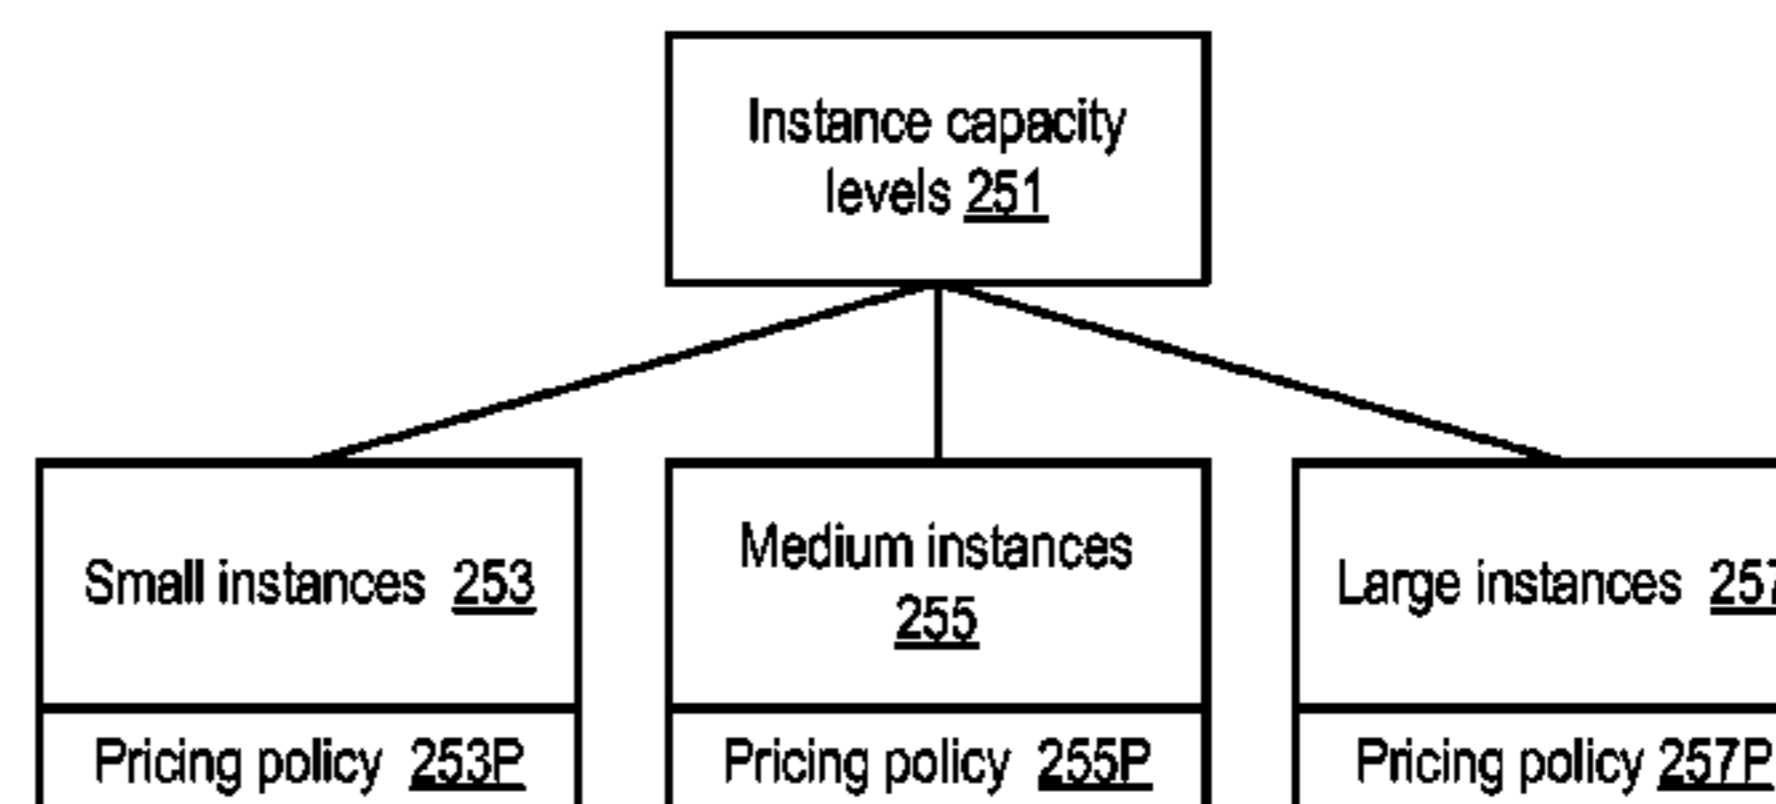 Instance capacity
levels 251
Small instances 253
Medium instances
255
Large instances 257
Pricing policy 253P
Pricing policy 255P
Pricing policy 257P